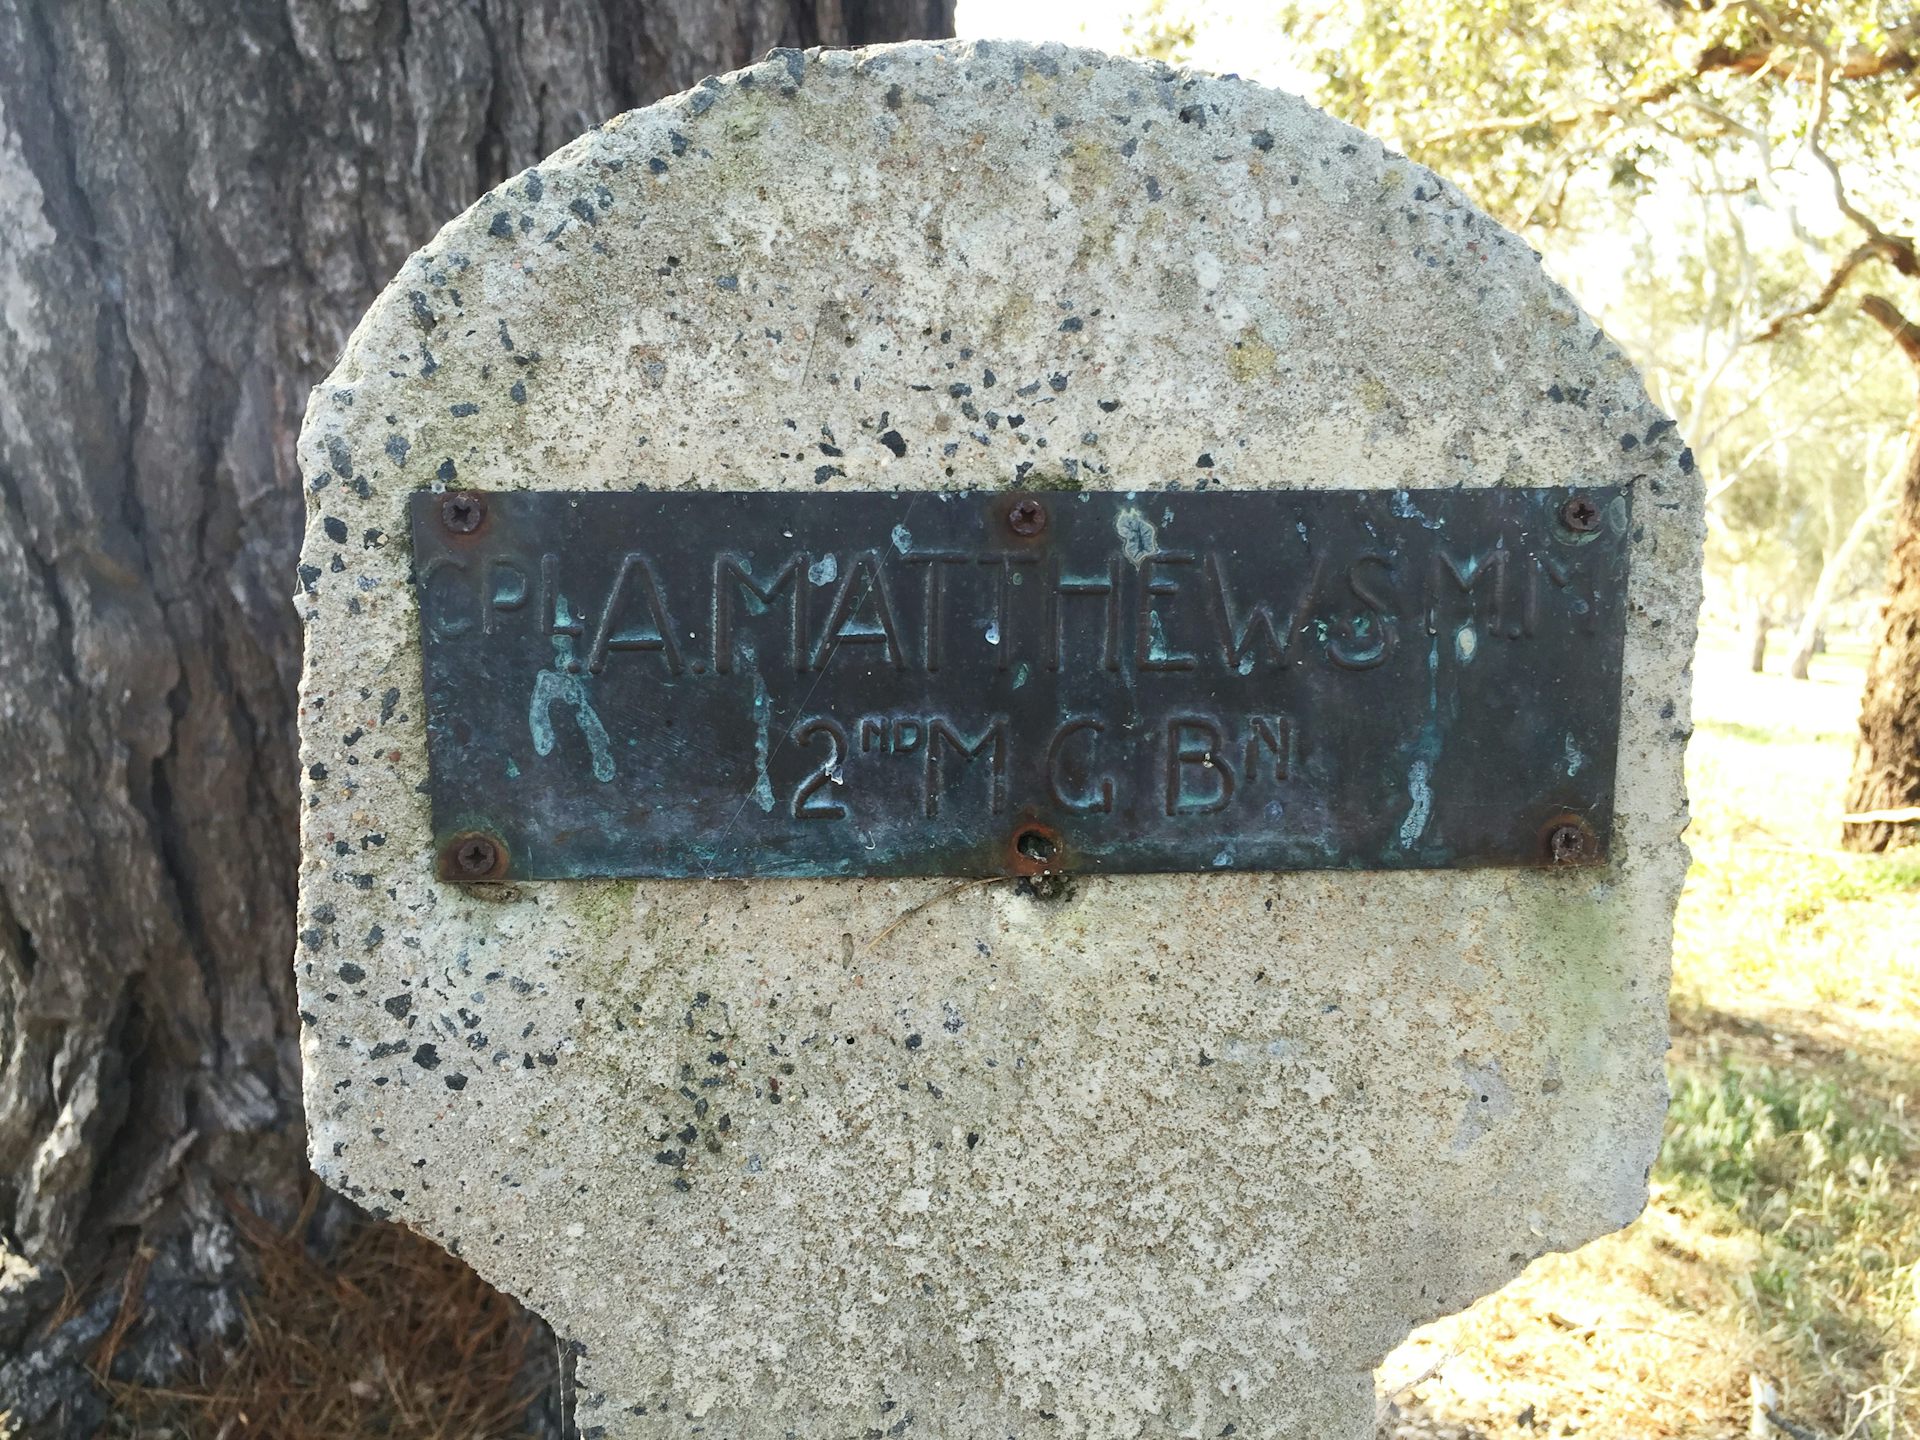 CPL. A. MATTHEWS M.M
2ND M G BN